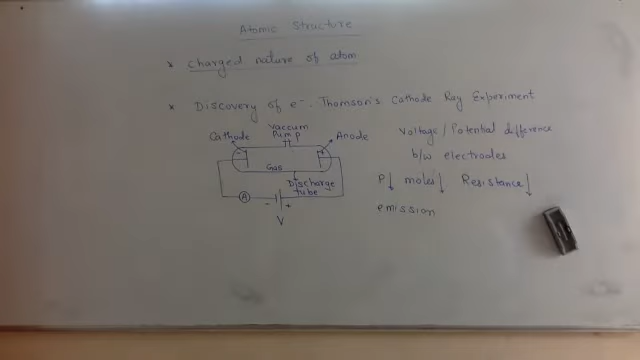 Atomic Structure
* Charged nature of atom
* Discovery of e⁻. Thomson's Cathode Ray Experiment
Vaccum
Pump
Cathode
Anode
-
+
Gas
Discharge
tube
A
- +
V
Voltage / Potential difference
b/w electrodes
P↓ moles↓ Resistance↓
emission